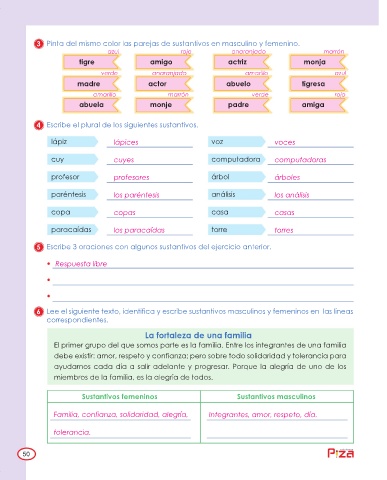 3 Pinta del mismo color las parejas de sustantivos en masculino y femenino.
azul rojo anaranjado marrón
tigre amigo actriz monja
verde anaranjado amarillo azul
madre actor abuelo tigresa
amarillo marrón verde rojo
abuela monje padre amiga
4 Escribe el plural de los siguientes sustantivos.
lápiz lápices voz voces
cuy cuyes computadora computadoras
profesor profesores árbol árboles
paréntesis los paréntesis análisis los análisis
copa copas casa casas
paracaídas los paracaídas torre torres
5 Escribe 3 oraciones con algunos sustantivos del ejercicio anterior.
• Respuesta libre
•
•
6 Lee el siguiente texto, identifica y escribe sustantivos masculinos y femeninos en las líneas
correspondientes.
La fortaleza de una familia
El primer grupo del que somos parte es la familia. Entre los integrantes de una familia
debe existir: amor, respeto y confianza; pero sobre todo solidaridad y tolerancia para
ayudarnos cada día a salir adelante y progresar. Porque la alegría de uno de los
miembros de la familia, es la alegría de todos.
Sustantivos femeninos Sustantivos masculinos
Familia, confianza, solidaridad, alegría, Integrantes, amor, respeto, día.
tolerancia.
50 Piza